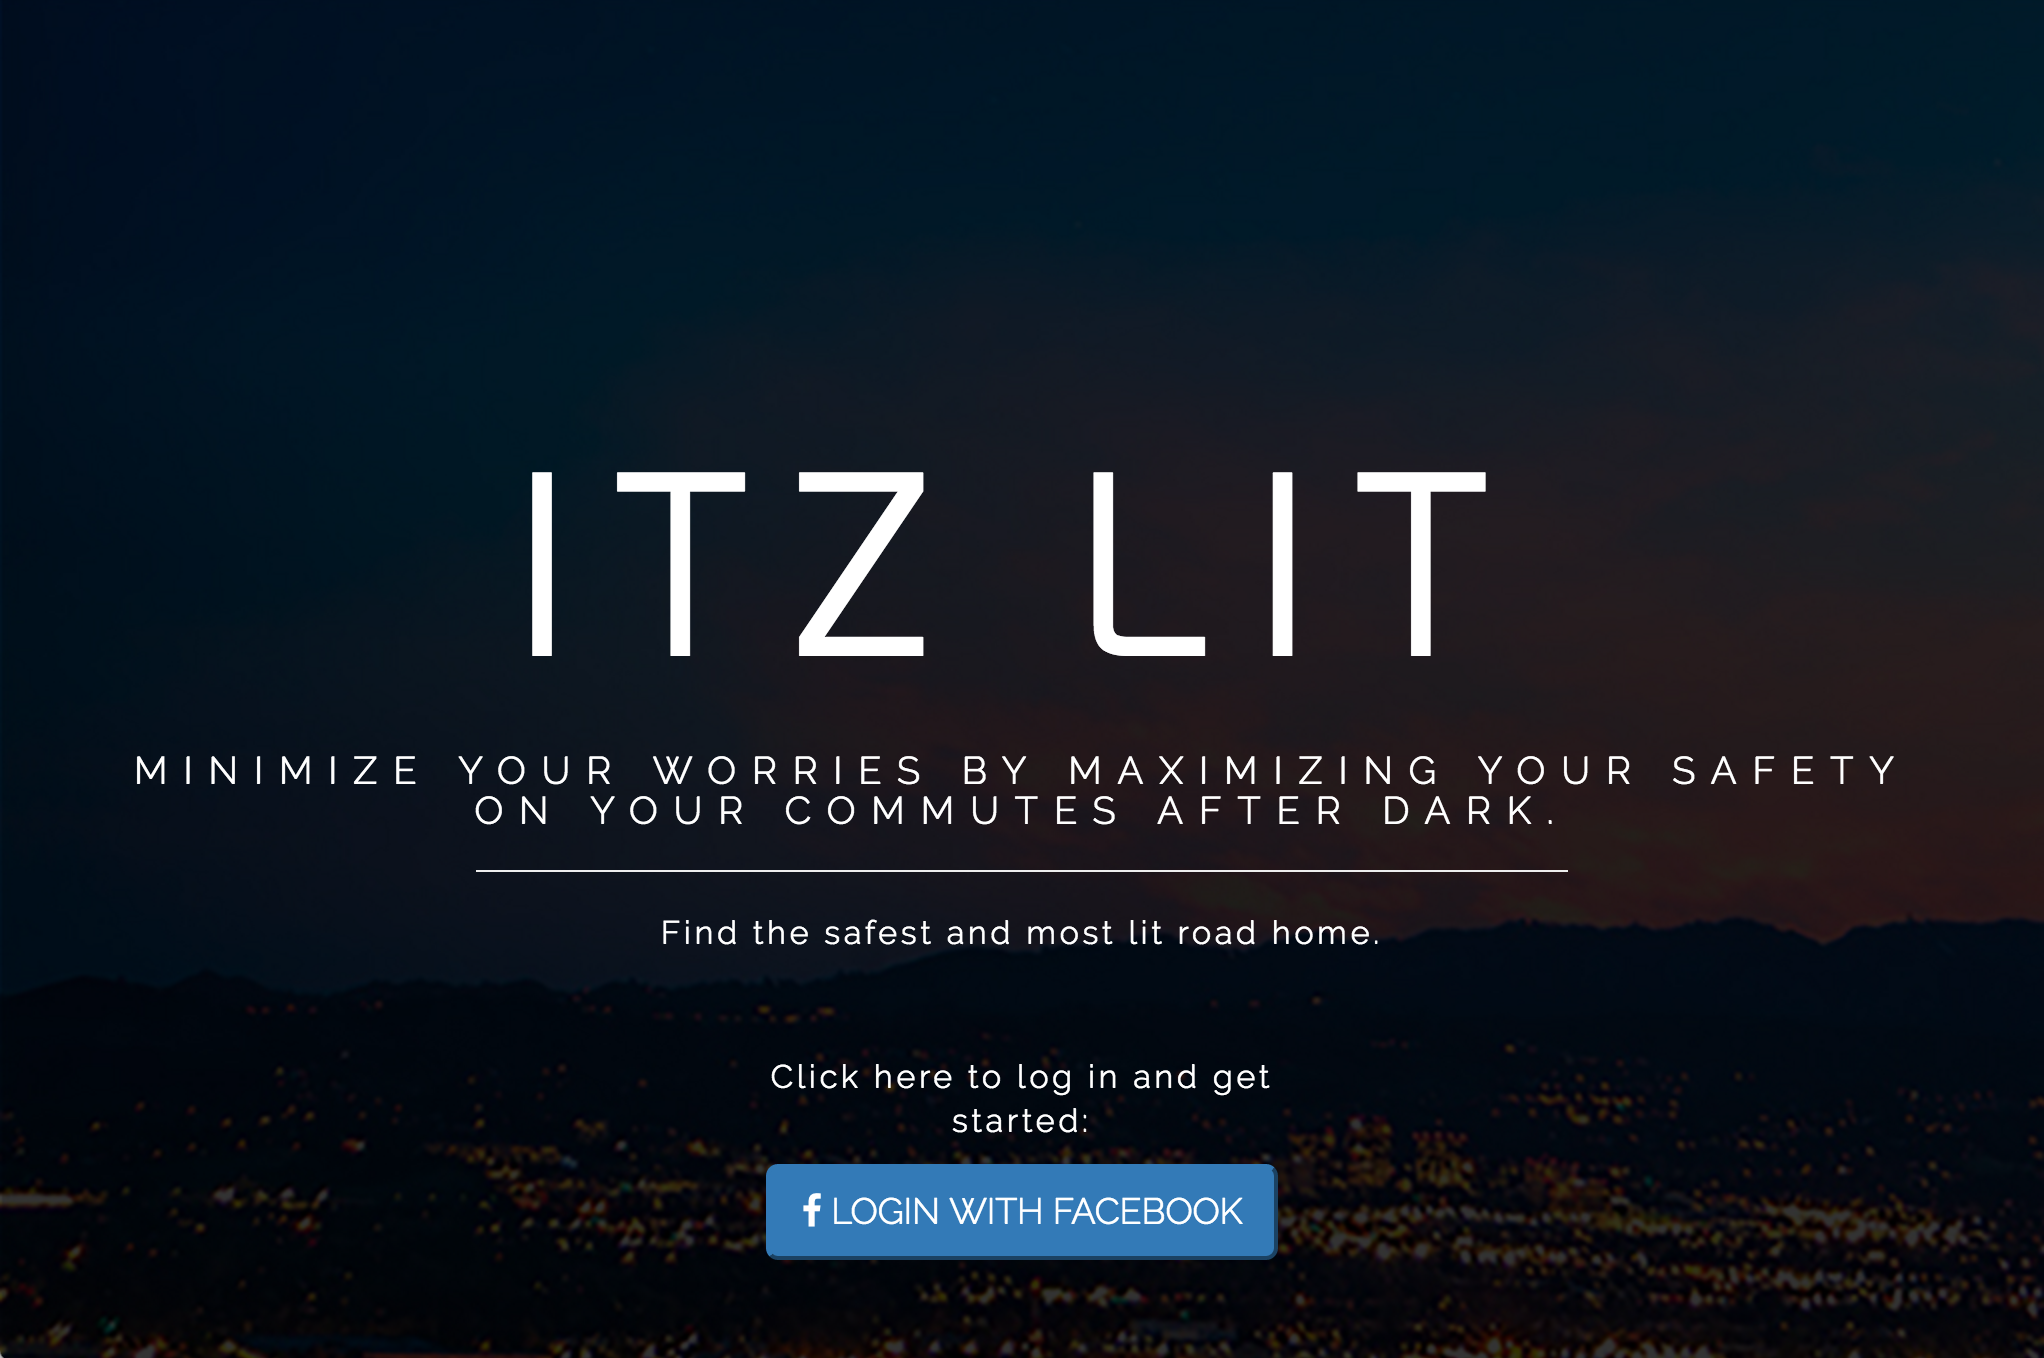 ITZ LIT
MINIMIZE YOUR WORRIES BY MAXIMIZING YOUR SAFETY
ON YOUR COMMUTES AFTER DARK.
Find the safest and most lit road home.
Click here to log in and get
started:
LOGIN WITH FACEBOOK